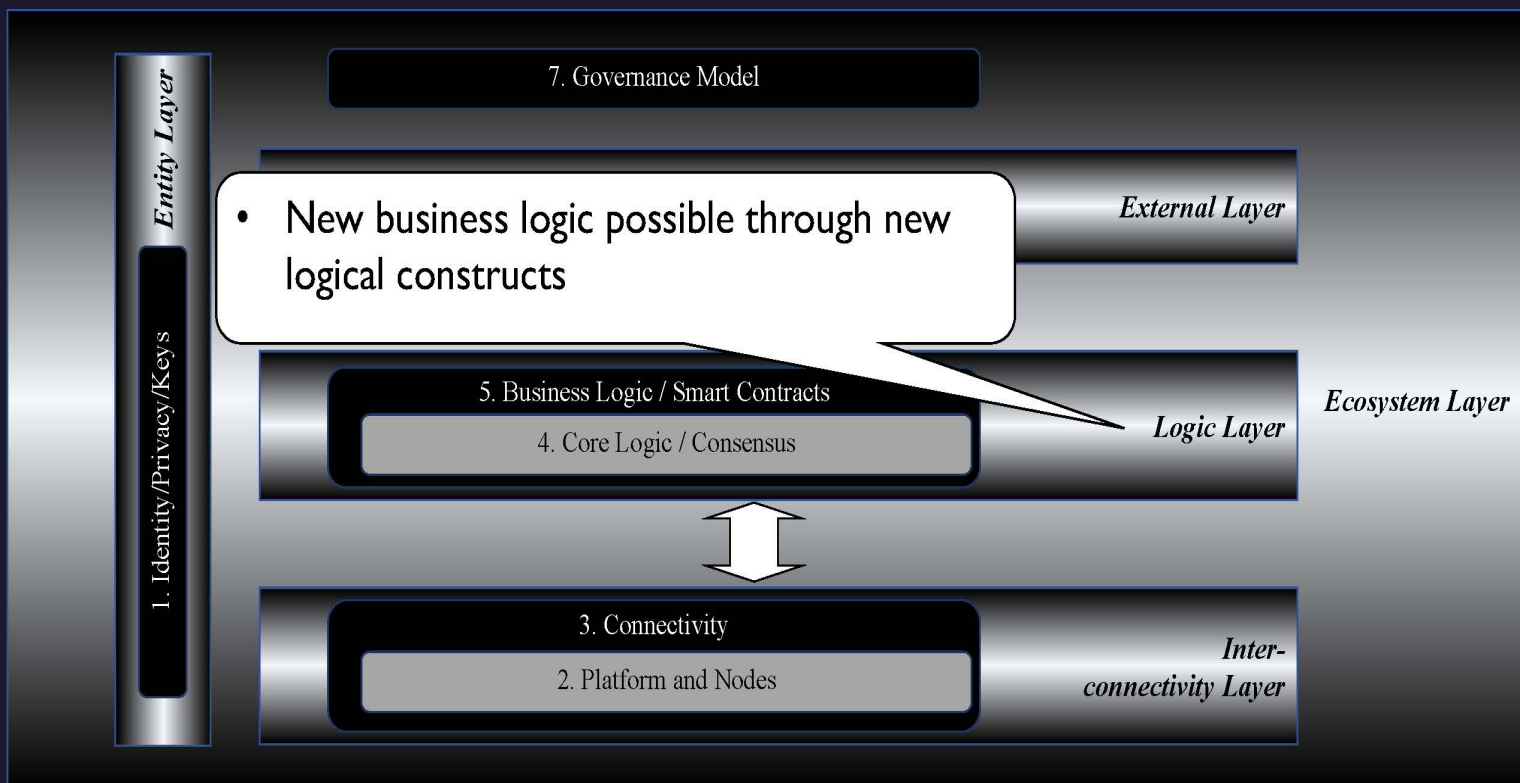 7. Governance Model
Entity Layer
1. Identity/Privacy/Keys
External Layer
• New business logic possible through new
logical constructs
5. Business Logic / Smart Contracts
4. Core Logic / Consensus
Logic Layer
Ecosystem Layer
3. Connectivity
2. Platform and Nodes
Inter-
connectivity Layer